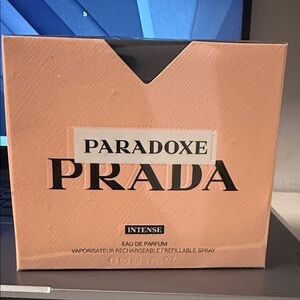 PARADOXE
PRADA
INTENSE
EAU DE PARFUM
VAPORISATEUR RECHARGEABLE / REFILLABLE SPRAY